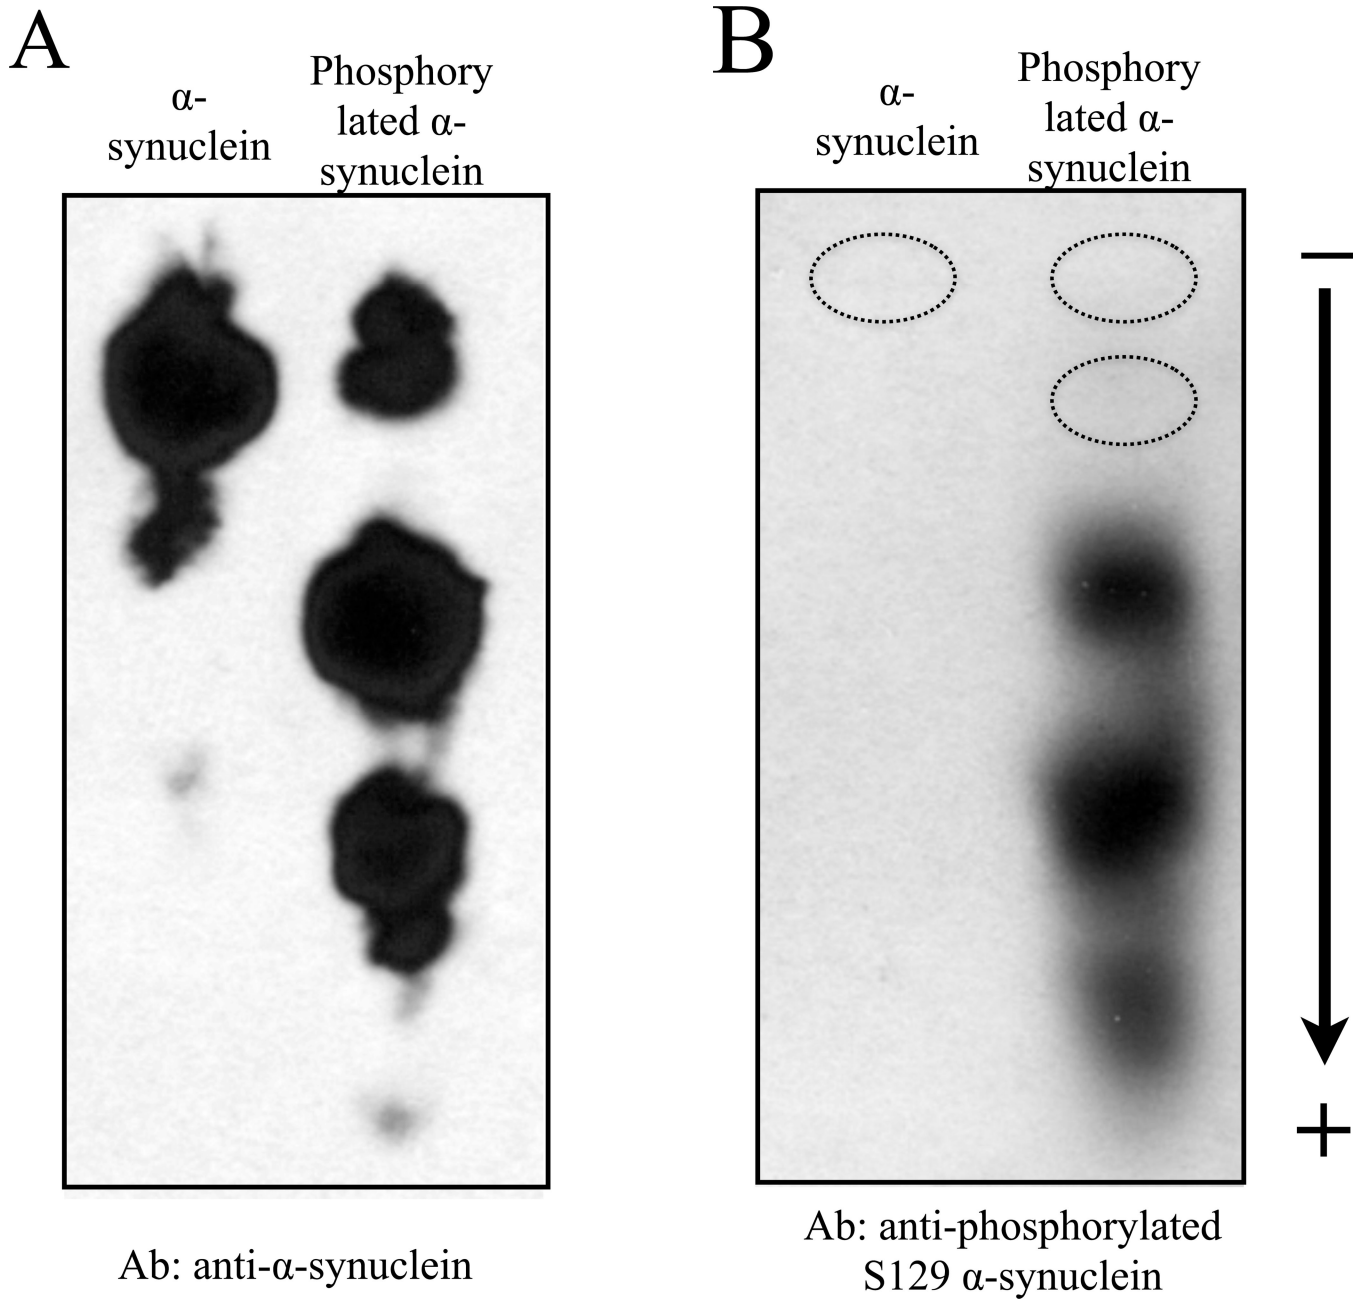 A
α-
synuclein
Phosphory
lated α-
synuclein
B
α-
synuclein
Phosphory
lated α-
synuclein
−
+
Ab: anti-α-synuclein
Ab: anti-phosphorylated
S129 α-synuclein